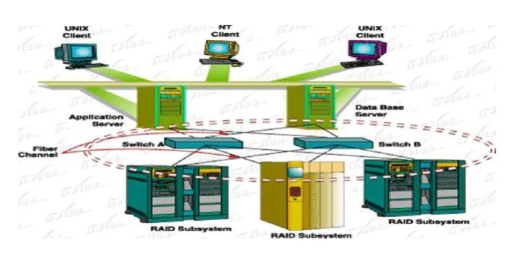 UNIX
Client
NT
Client
UNIX
Client
Application
Server
Data Base
Server
Fiber
Channel
Switch A
Switch B
RAID Subsystem
RAID Subsystem
RAID Subsystem